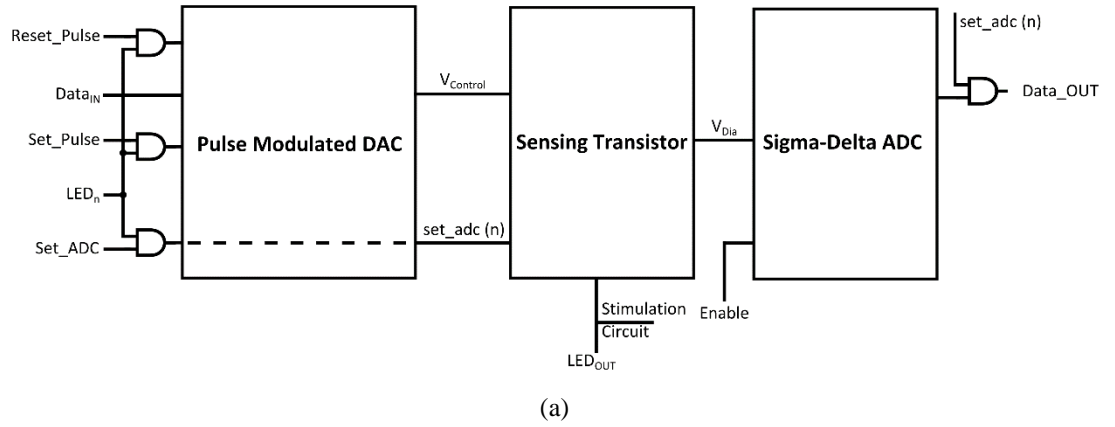 Reset_Pulse
Data_IN
Set_Pulse
LED_n
Set_ADC
Pulse Modulated DAC
V_Control
set_adc (n)
Sensing Transistor
Stimulation
Circuit
LED_OUT
V_Dia
Sigma-Delta ADC
Enable
set_adc (n)
Data_OUT
(a)